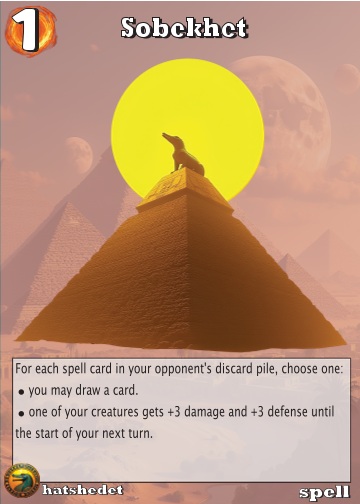 1
Sobekhet
For each spell card in your opponent's discard pile, choose one:
• you may draw a card.
• one of your creatures gets +3 damage and +3 defense until
the start of your next turn.
hatshedet
spell